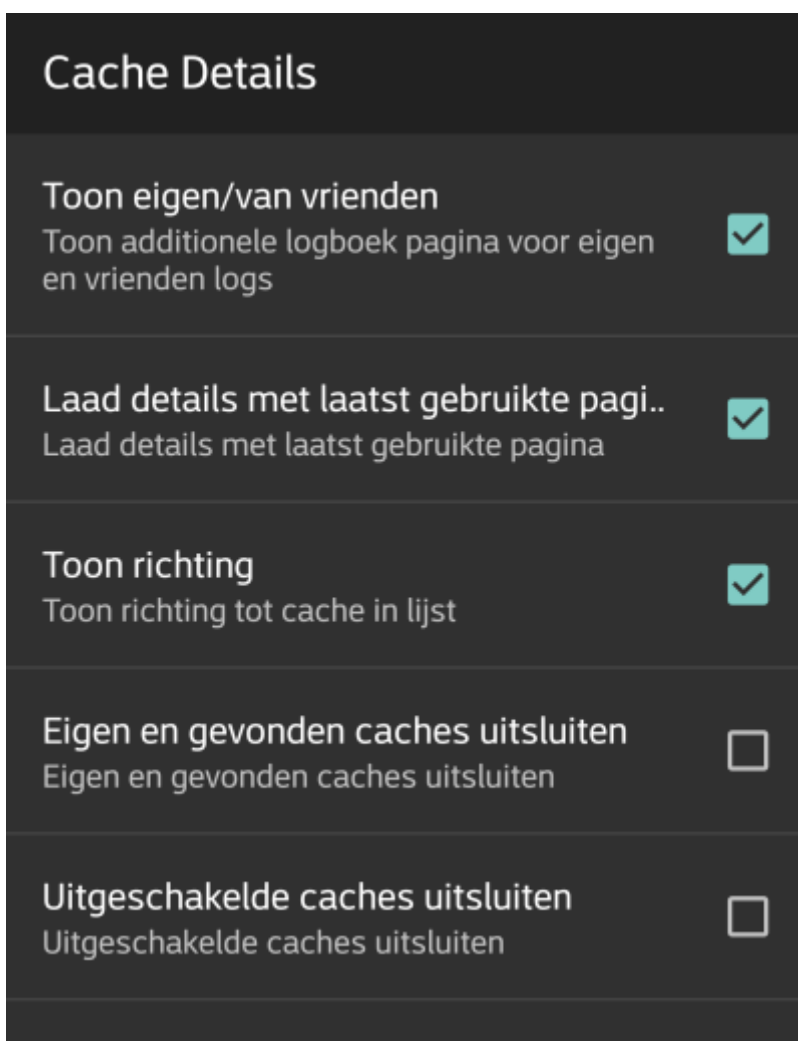 Cache Details
Toon eigen/van vrienden
Toon additionele logboek pagina voor eigen
en vrienden logs
Laad details met laatst gebruikte pagi..
Laad details met laatst gebruikte pagina
Toon richting
Toon richting tot cache in lijst
Eigen en gevonden caches uitsluiten
Eigen en gevonden caches uitsluiten
Uitgeschakelde caches uitsluiten
Uitgeschakelde caches uitsluiten